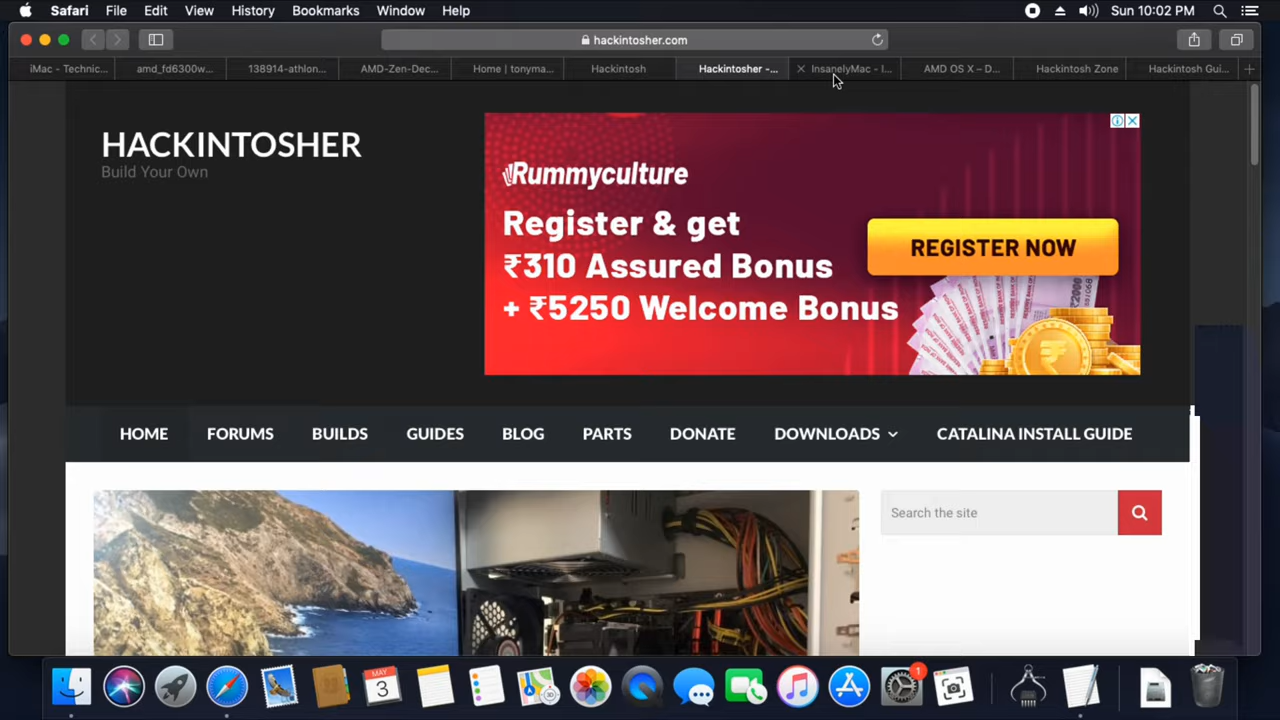 Safari File Edit View History Bookmarks Window Help Sun 10:02 PM
hackintosher.com
iMac - Technic... amd_fd6300w... 138914-athlon... AMD-Zen-Dec... Home | tonyma... Hackintosh Hackintosher -... InsanelyMac - I... AMD OS X – D... Hackintosh Zone Hackintosh Gui...
HACKINTOSHER
Build Your Own
Rummyculture
Register & get
₹310 Assured Bonus
+ ₹5250 Welcome Bonus
REGISTER NOW
HOME FORUMS BUILDS GUIDES BLOG PARTS DONATE DOWNLOADS CATALINA INSTALL GUIDE
Search the site
MAY
3
1